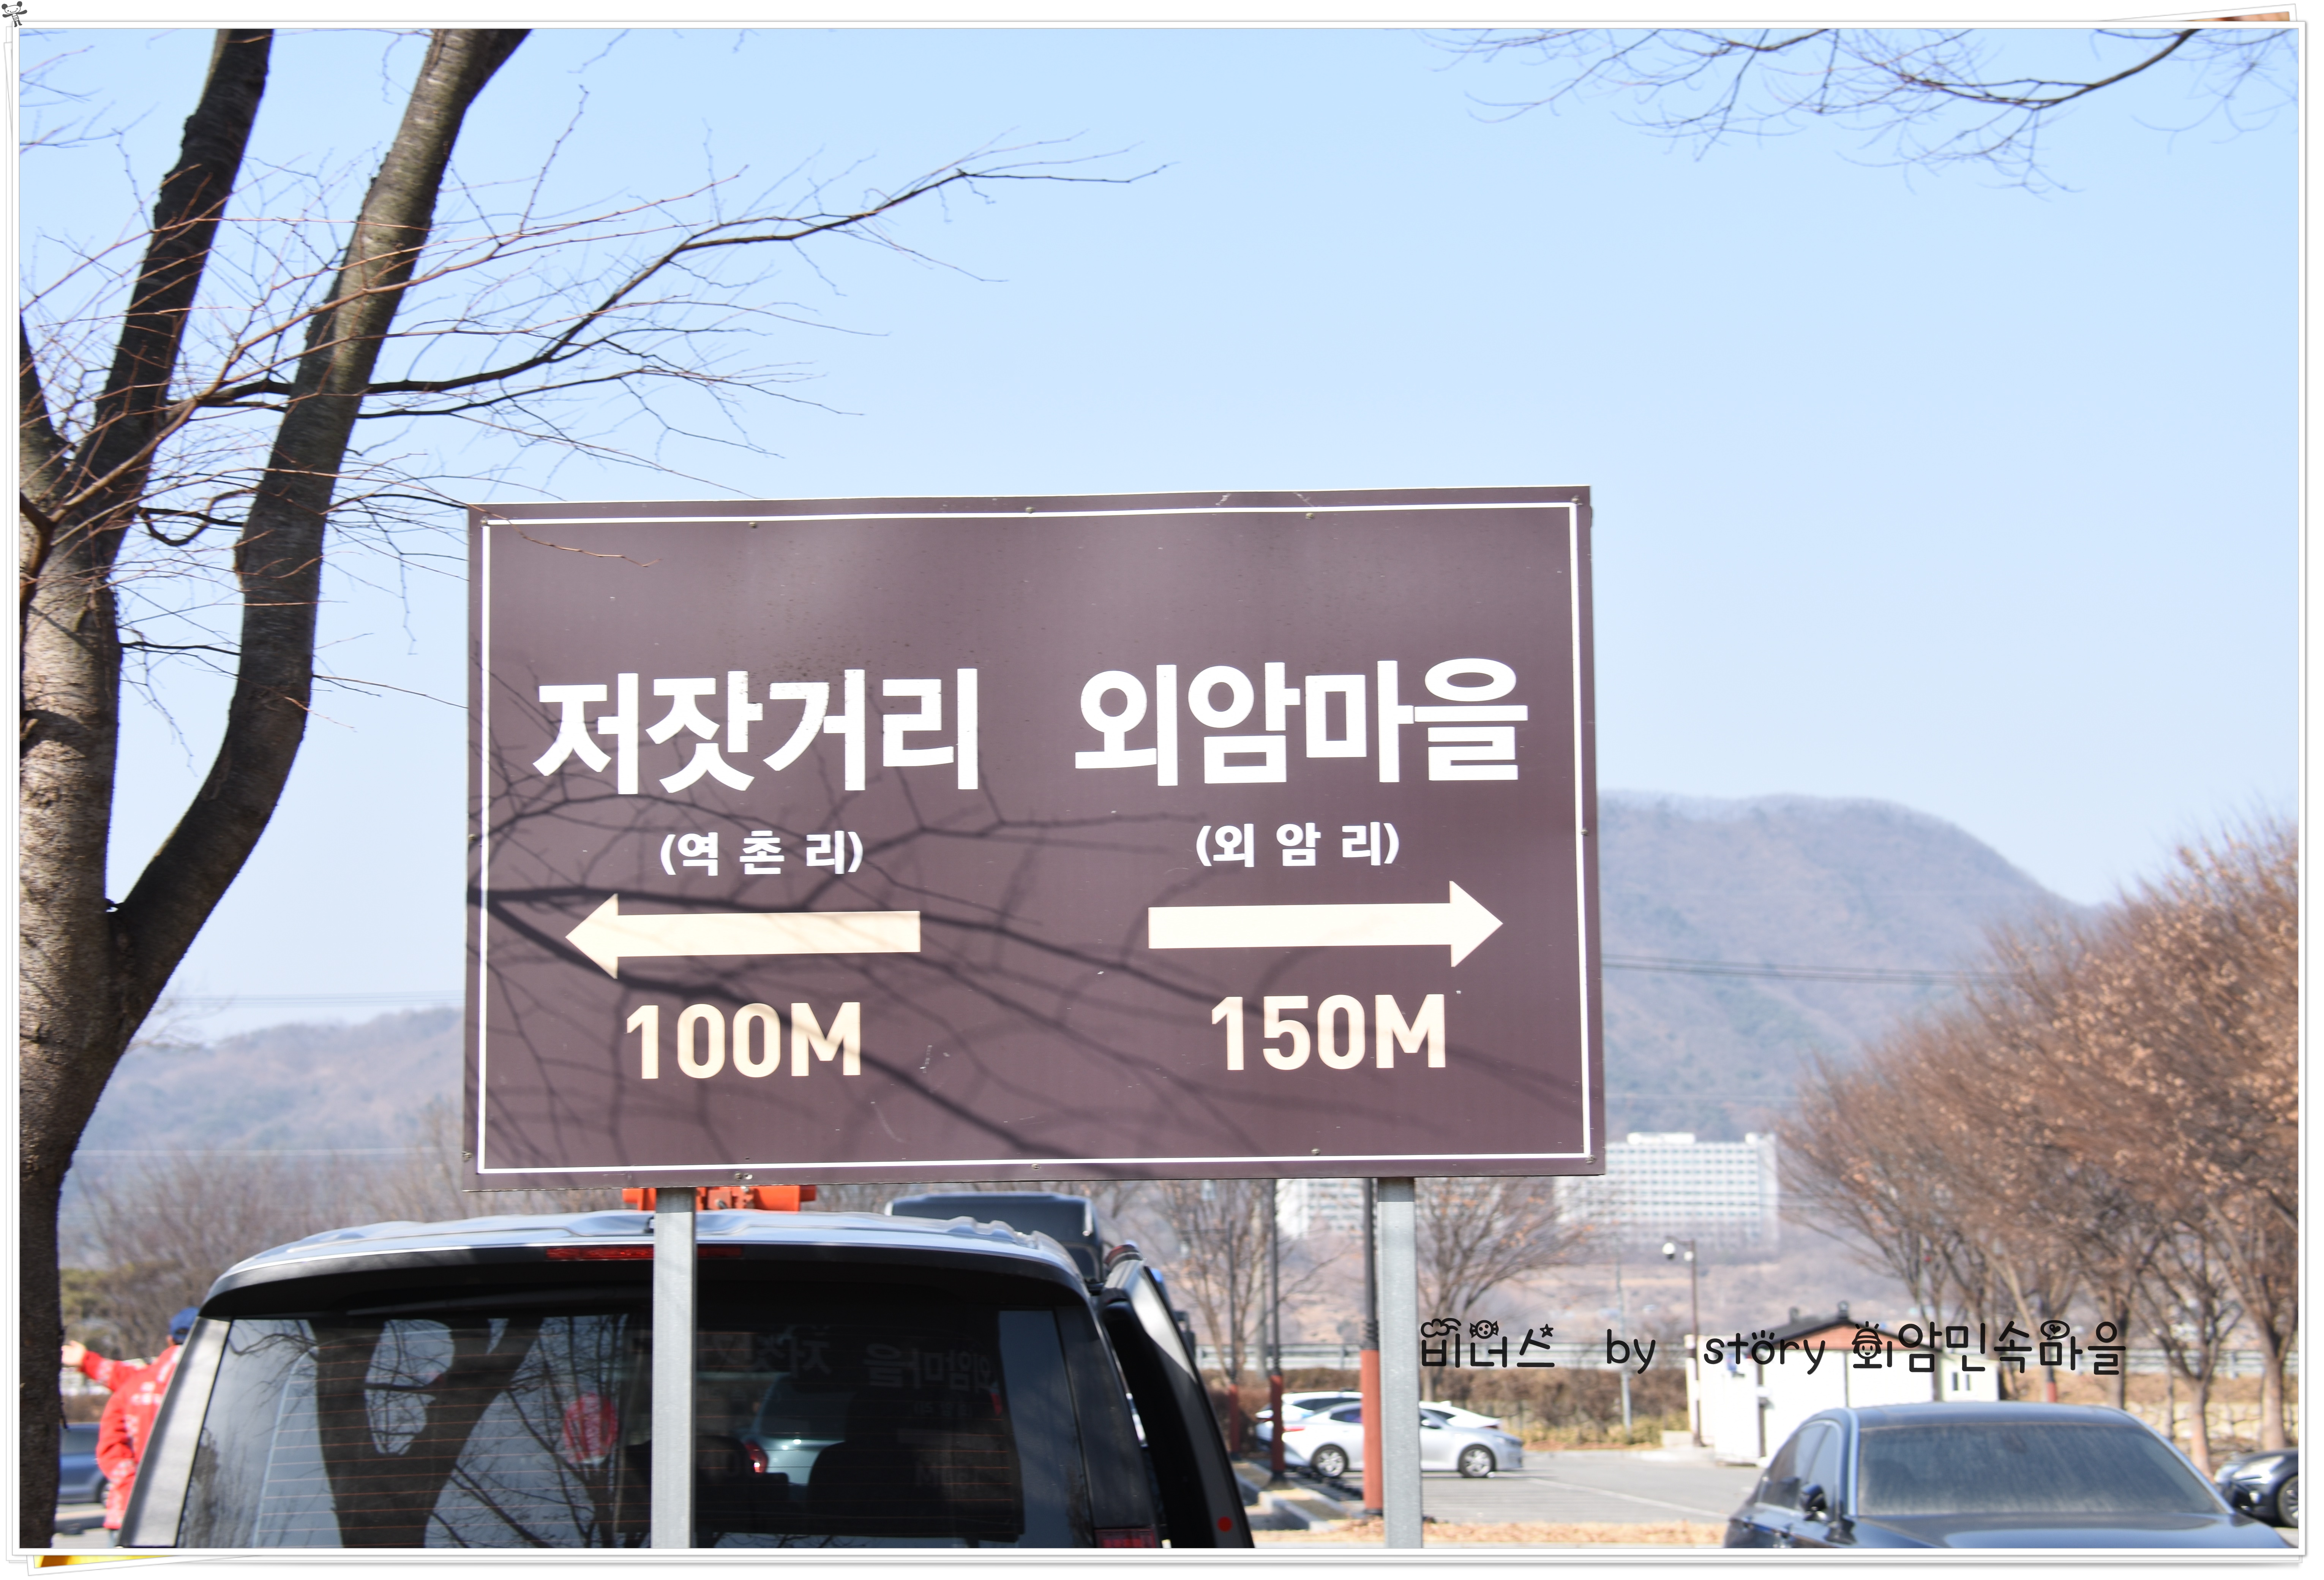 저잣거리 외암마을
(역촌리) (외암리)
100M 150M
비너스 by story 외암민속마을